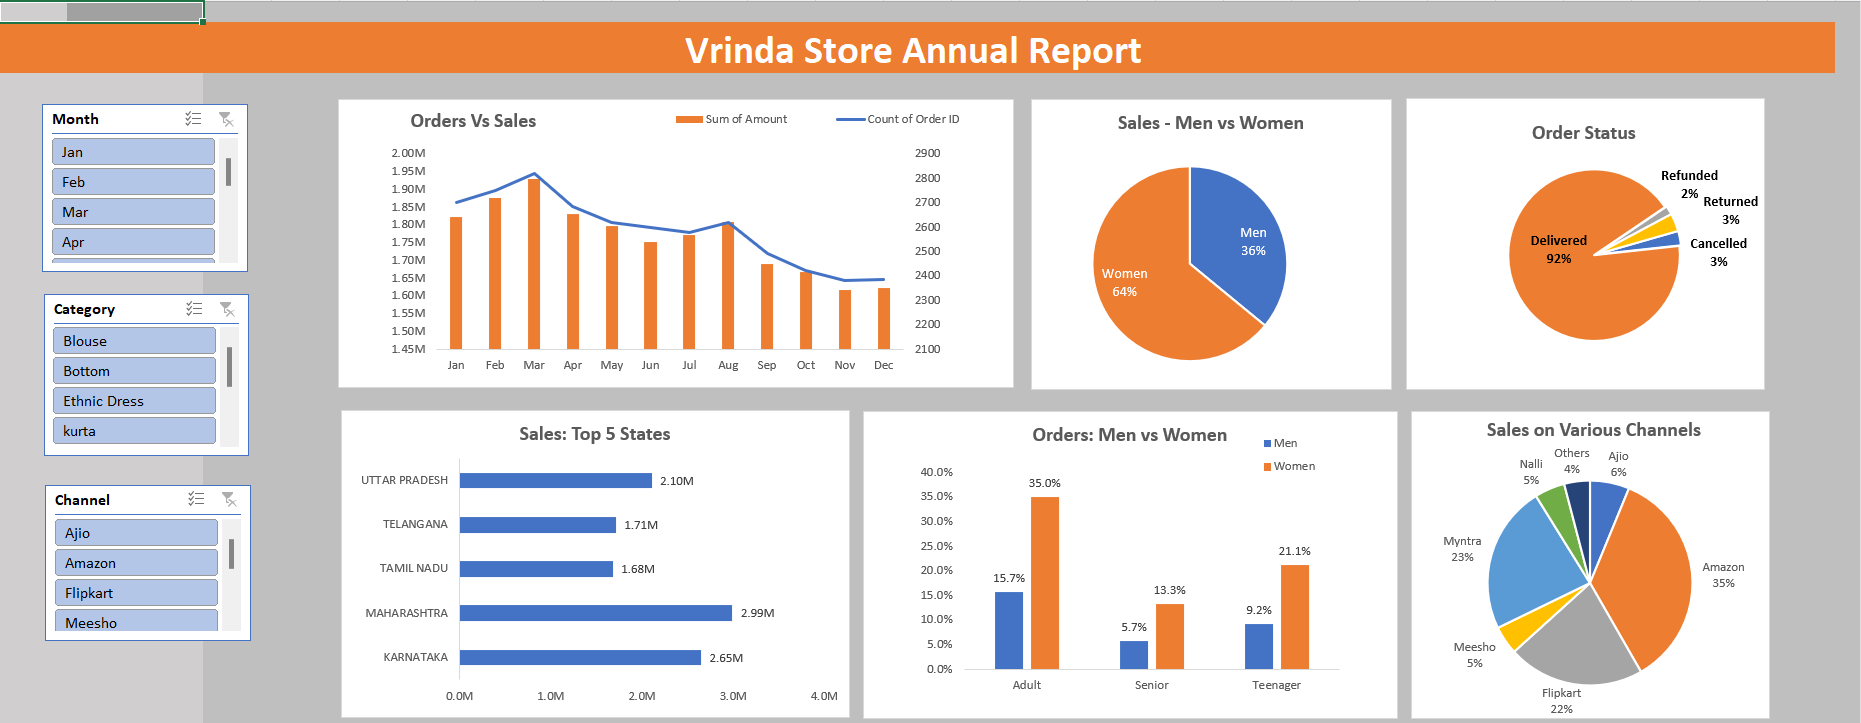 Vrinda Store Annual Report
Month
Jan
Feb
Mar
Apr
Category
Blouse
Bottom
Ethnic Dress
kurta
Channel
Ajio
Amazon
Flipkart
Meesho
Orders Vs Sales
Sum of Amount
Count of Order ID
2.00M
1.95M
1.90M
1.85M
1.80M
1.75M
1.70M
1.65M
1.60M
1.55M
1.50M
1.45M
2900
2800
2700
2600
2500
2400
2300
2200
2100
Jan Feb Mar Apr May Jun Jul Aug Sep Oct Nov Dec
Sales - Men vs Women
Men
36%
Women
64%
Order Status
Refunded
2%
Returned
3%
Cancelled
3%
Delivered
92%
Sales: Top 5 States
UTTAR PRADESH 2.10M
TELANGANA 1.71M
TAMIL NADU 1.68M
MAHARASHTRA 2.99M
KARNATAKA 2.65M
0.0M 1.0M 2.0M 3.0M 4.0M
Orders: Men vs Women
Men
Women
40.0%
35.0%
30.0%
25.0%
20.0%
15.0%
10.0%
5.0%
0.0%
15.7% 35.0%
5.7% 13.3%
9.2% 21.1%
Adult Senior Teenager
Sales on Various Channels
Others
4%
Ajio
6%
Nalli
5%
Myntra
23%
Amazon
35%
Meesho
5%
Flipkart
22%